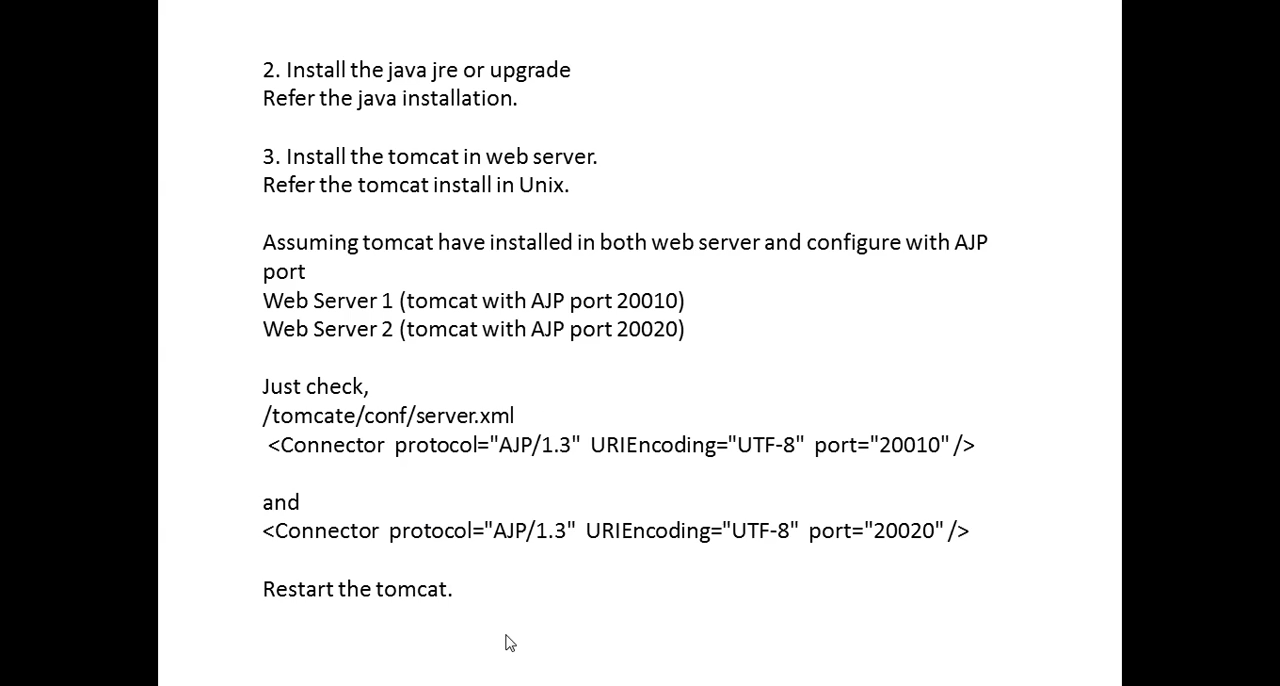 2. Install the java jre or upgrade
Refer the java installation.
3. Install the tomcat in web server.
Refer the tomcat install in Unix.
Assuming tomcat have installed in both web server and configure with AJP
port
Web Server 1 (tomcat with AJP port 20010)
Web Server 2 (tomcat with AJP port 20020)
Just check,
/tomcate/conf/server.xml
<Connector protocol="AJP/1.3" URIEncoding="UTF-8" port="20010" />
and
<Connector protocol="AJP/1.3" URIEncoding="UTF-8" port="20020" />
Restart the tomcat.